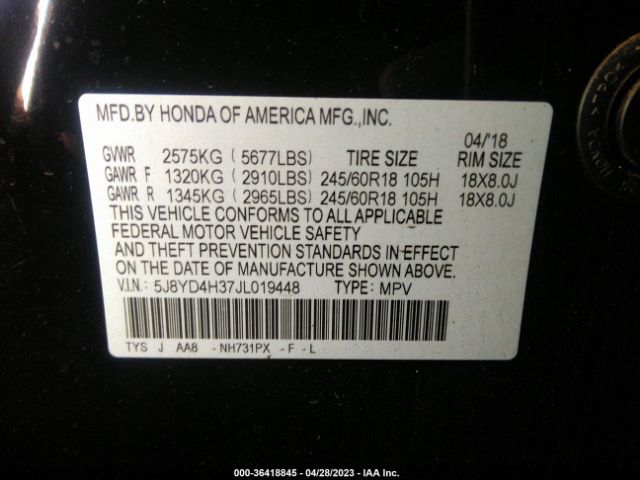 MFD.BY HONDA OF AMERICA MFG.,INC.
04/'18
GVWR 2575KG ( 5677LBS) TIRE SIZE RIM SIZE
GAWR F 1320KG ( 2910LBS) 245/60R18 105H 18X8.0J
GAWR R 1345KG ( 2965LBS) 245/60R18 105H 18X8.0J
THIS VEHICLE CONFORMS TO ALL APPLICABLE
FEDERAL MOTOR VEHICLE SAFETY
AND THEFT PREVENTION STANDARDS IN EFFECT
ON THE DATE OF MANUFACTURE SHOWN ABOVE.
V.I.N: 5J8YD4H37JL019448 TYPE: MPV
TYS J AA8 - NH731PX - F - L
HONDA
000-36418845 - 04/28/2023 - IAA Inc.